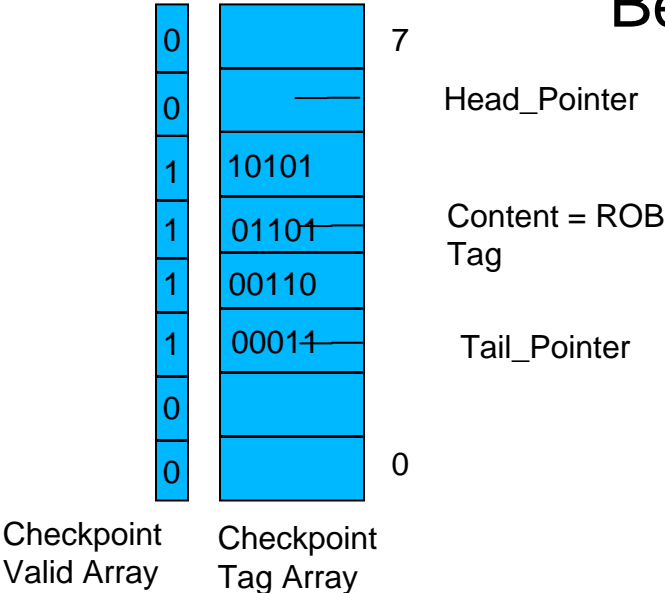 Be
0 7
0 Head_Pointer
1 10101
1 01101 Content = ROB
Tag
1 00110
1 00011 Tail_Pointer
0
0 0
Checkpoint Checkpoint
Valid Array Tag Array